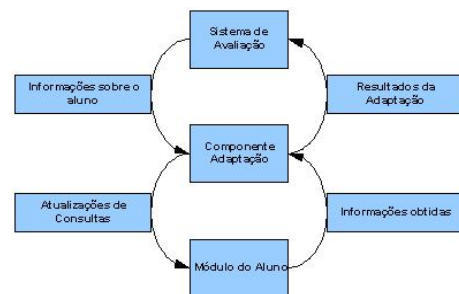 Sistema de
Avaliação
Informações sobre o
aluno
Resultados da
Adaptação
Componente
Adaptação
Atualizações de
Consultas
Informações obtidas
Módulo do Aluno